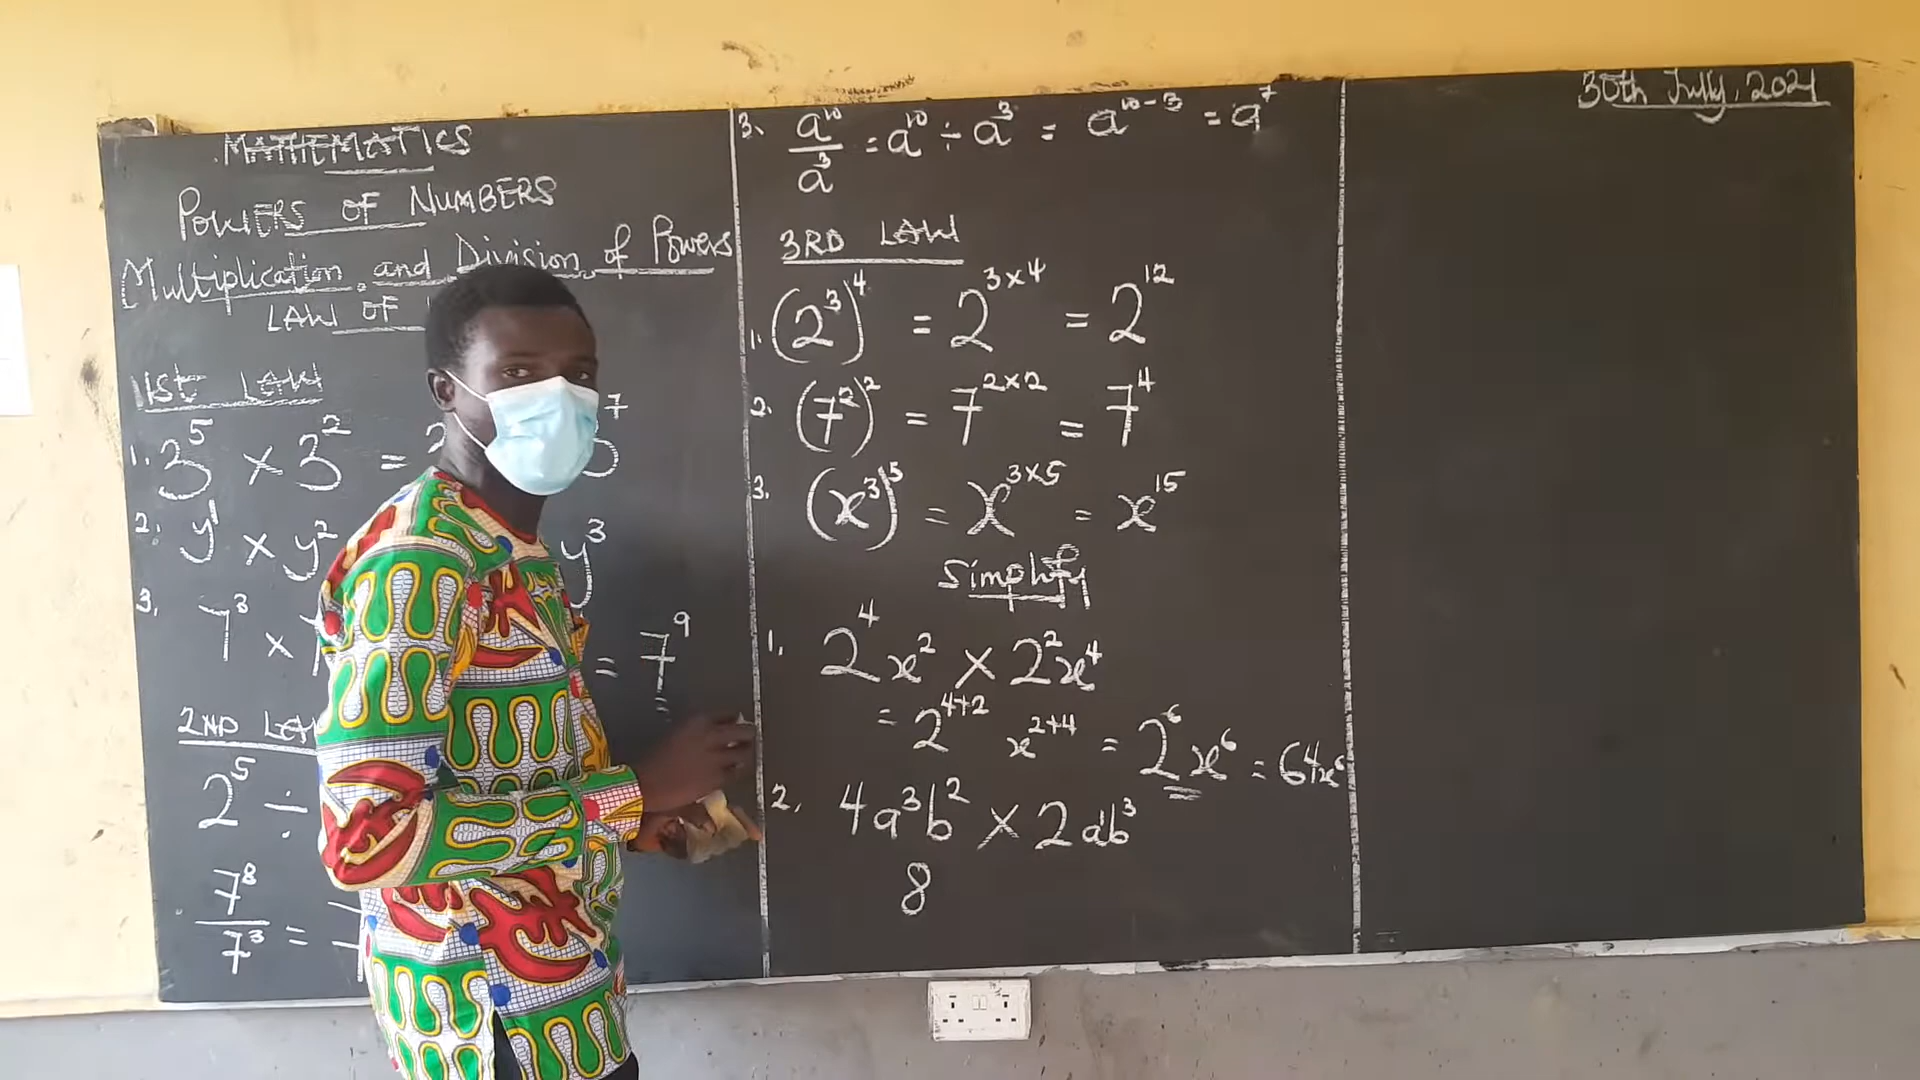 MATHEMATICS
POWERS OF NUMBERS
Multiplication and Division of Powers
LAW OF
1ST LAW
1. 3⁵ × 3² = ⁷
2. y¹ × y² y³
3. 7³ × = 7⁹
2ND LAW
2⁵ ÷
7⁸/7³ =
3. a¹⁰/a³ = a¹⁰ ÷ a³ = a¹⁰⁻³ = a⁷
3RD LAW
1. (2³)⁴ = 2³ˣ⁴ = 2¹²
2. (7²)² = 7²ˣ² = 7⁴
3. (x³)⁵ = x³ˣ⁵ = x¹⁵
Simplify
1. 2⁴x² × 2²x⁴
= 2⁴⁺² x²⁺⁴ = 2⁶x⁶ = 64x⁶
2. 4a³b² × 2ab³
8
30th July, 2021